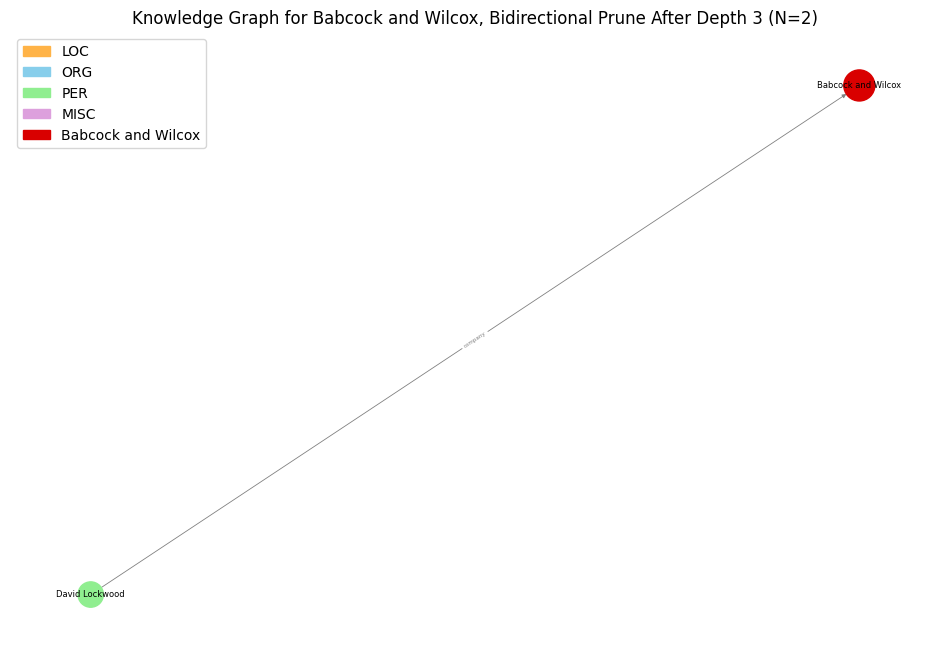 Knowledge Graph for Babcock and Wilcox, Bidirectional Prune After Depth 3 (N=2)
LOC
ORG
PER
MISC
Babcock and Wilcox
Babcock and Wilcox
company
David Lockwood